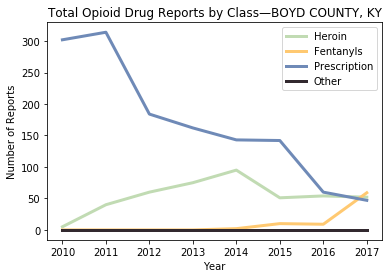 Total Opioid Drug Reports by Class—BOYD COUNTY, KY
Heroin
Fentanyls
Prescription
Other
Number of Reports
300
250
200
150
100
50
0
2010 2011 2012 2013 2014 2015 2016 2017
Year